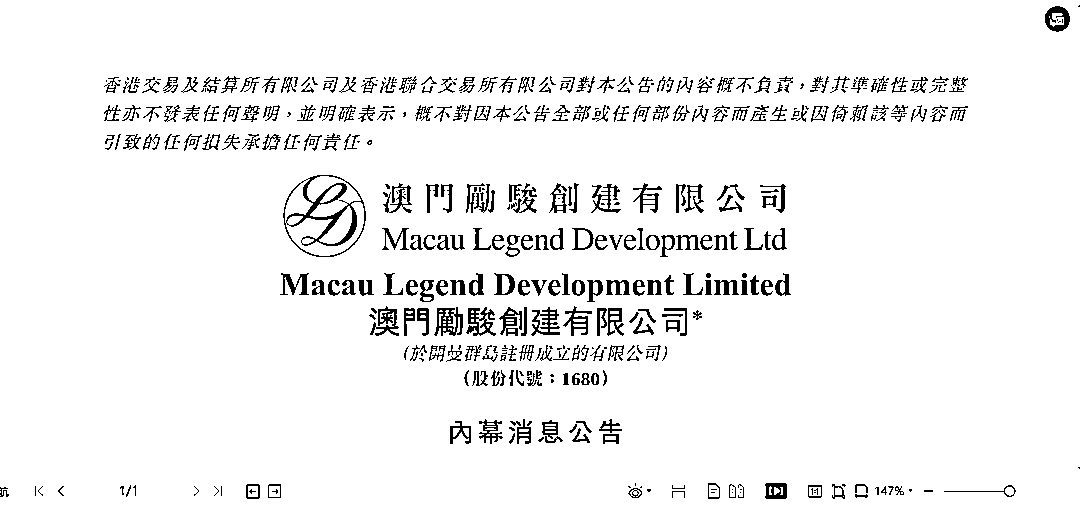 香港交易及結算所有限公司及香港聯合交易所有限公司對本公告的內容概不負責，對其準確性或完整
性亦不發表任何聲明，並明確表示，概不對因本公告全部或任何部份內容而產生或因倚賴該等內容而
引致的任何損失承擔任何責任。
LD
澳門勵駿創建有限公司
Macau Legend Development Ltd
Macau Legend Development Limited
澳門勵駿創建有限公司*
（於開曼群島註冊成立的有限公司）
（股份代號：1680）
內幕消息公告
航 1/1 1:1 147%